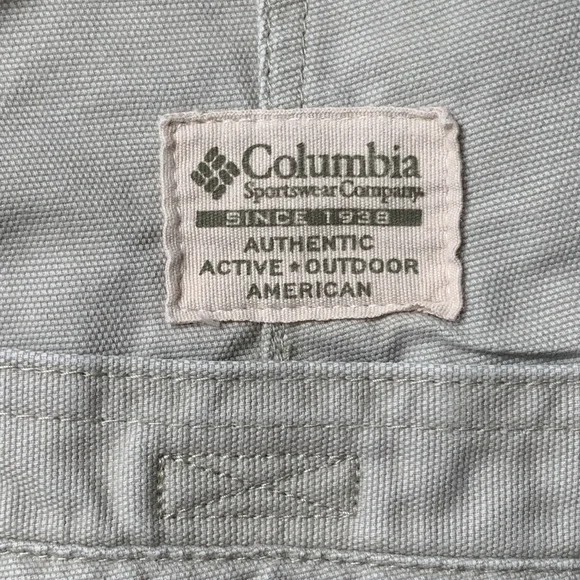 Columbia
Sportswear Company
SINCE 1938
AUTHENTIC
ACTIVE ★ OUTDOOR
AMERICAN